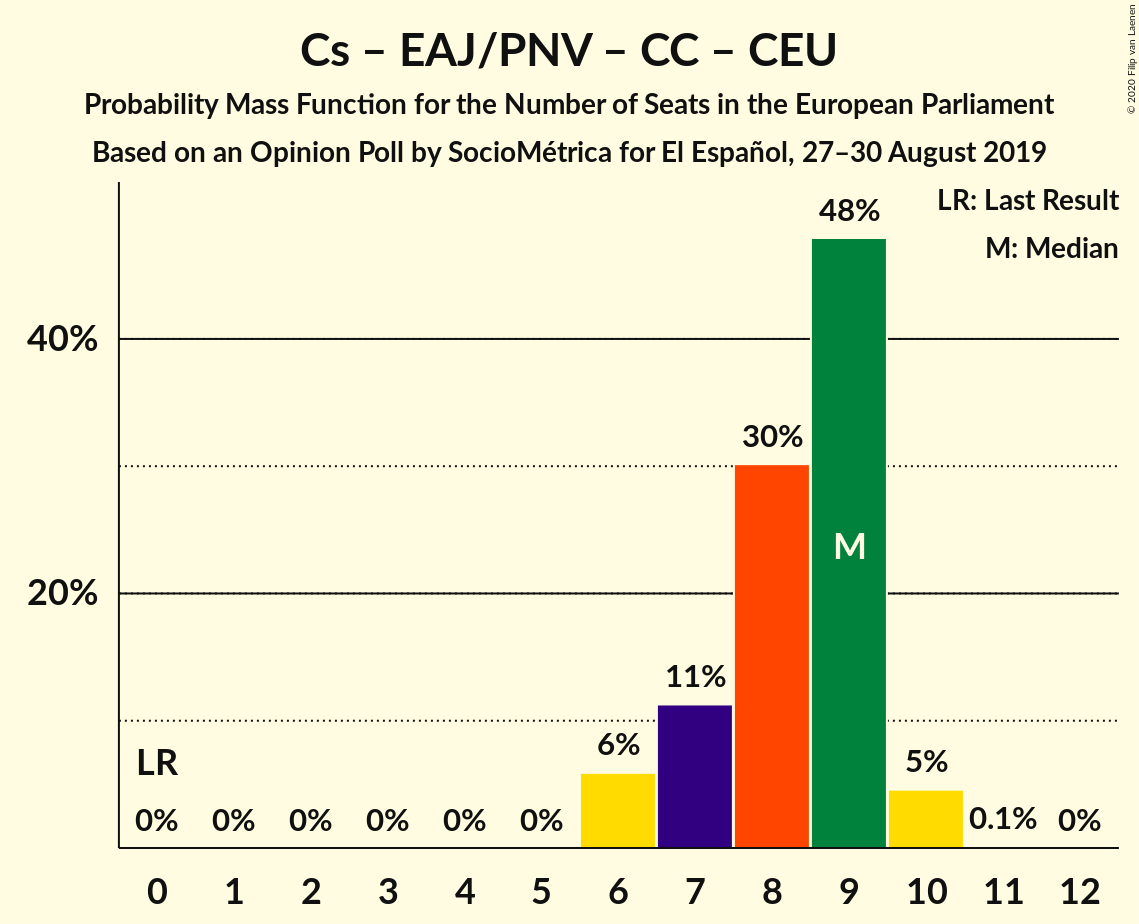 Cs – EAJ/PNV – CC – CEU
Probability Mass Function for the Number of Seats in the European Parliament
Based on an Opinion Poll by SocioMétrica for El Español, 27–30 August 2019
© 2020 Filip van Laenen
LR: Last Result
M: Median
48%
40%
30%
M
20%
11%
6%
5%
LR
0% 0% 0% 0% 0% 0% 0.1% 0%
0 1 2 3 4 5 6 7 8 9 10 11 12